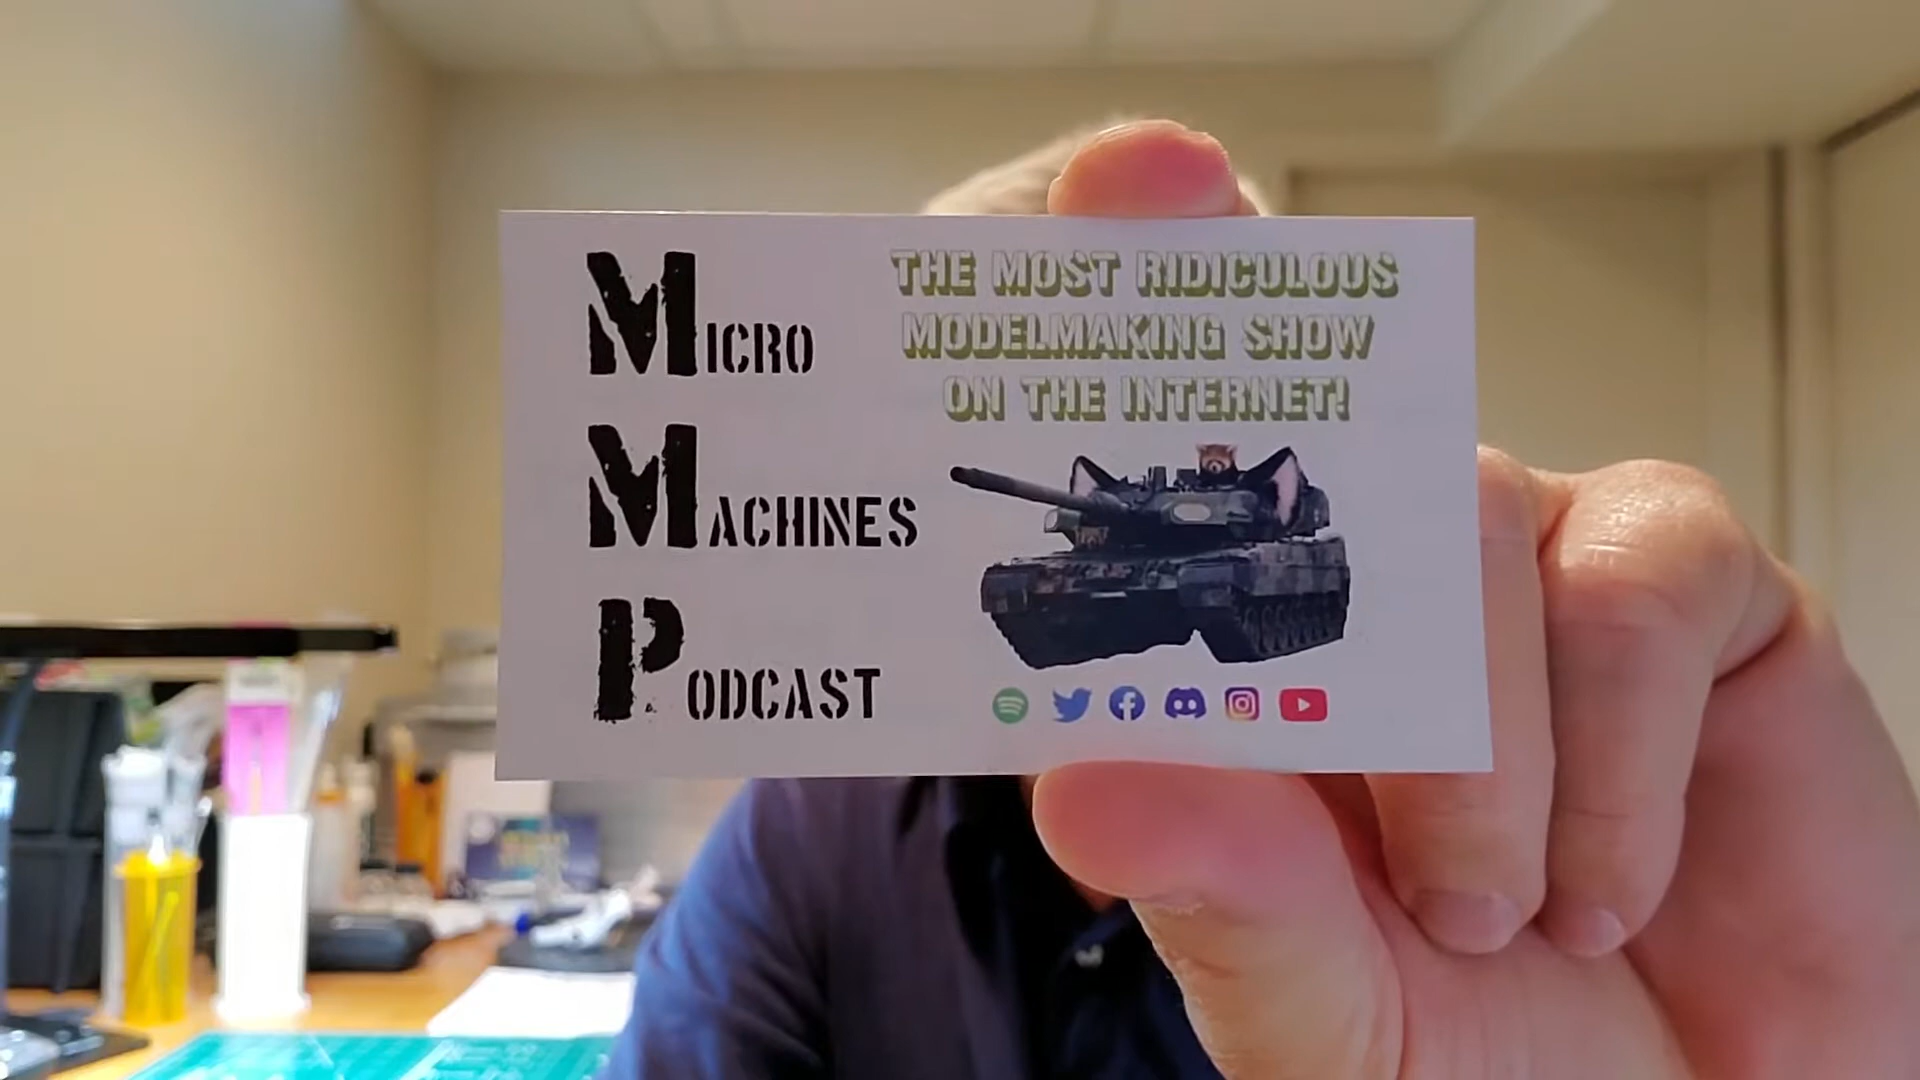 MICRO
MACHINES
PODCAST
THE MOST RIDICULOUS
MODELMAKING SHOW
ON THE INTERNET!